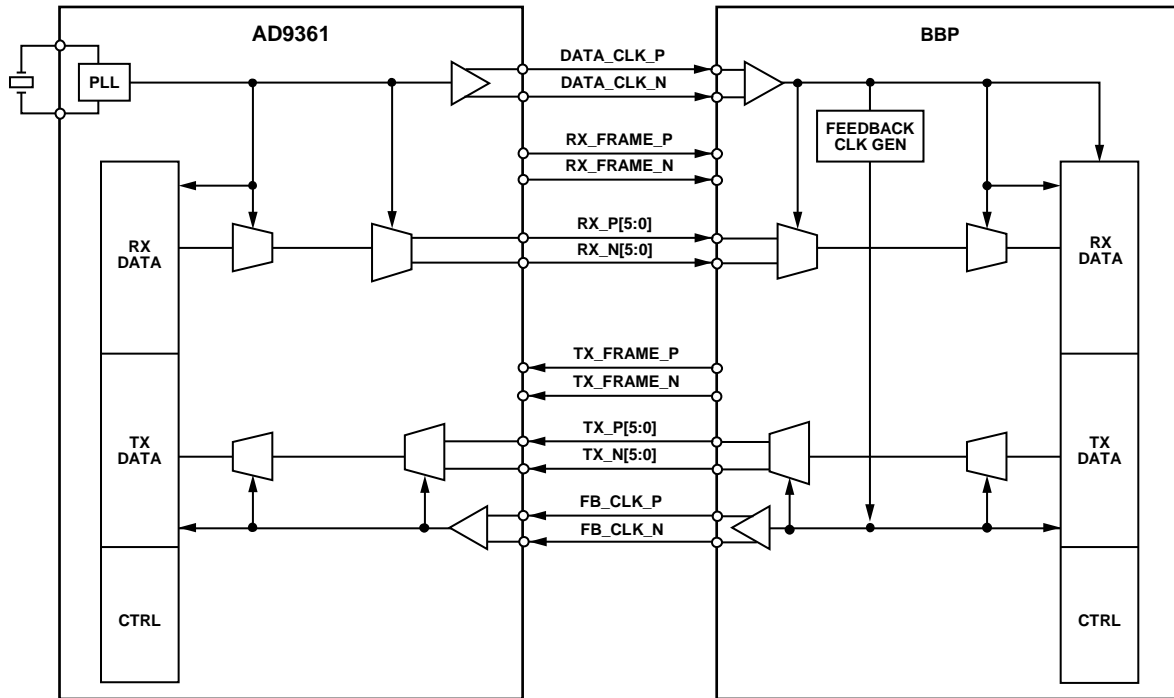 AD9361
BBP
PLL
DATA_CLK_P
DATA_CLK_N
FEEDBACK
CLK GEN
RX_FRAME_P
RX_FRAME_N
RX
DATA
RX_P[5:0]
RX_N[5:0]
RX
DATA
TX_FRAME_P
TX_FRAME_N
TX
DATA
TX_P[5:0]
TX_N[5:0]
TX
DATA
FB_CLK_P
FB_CLK_N
CTRL
CTRL